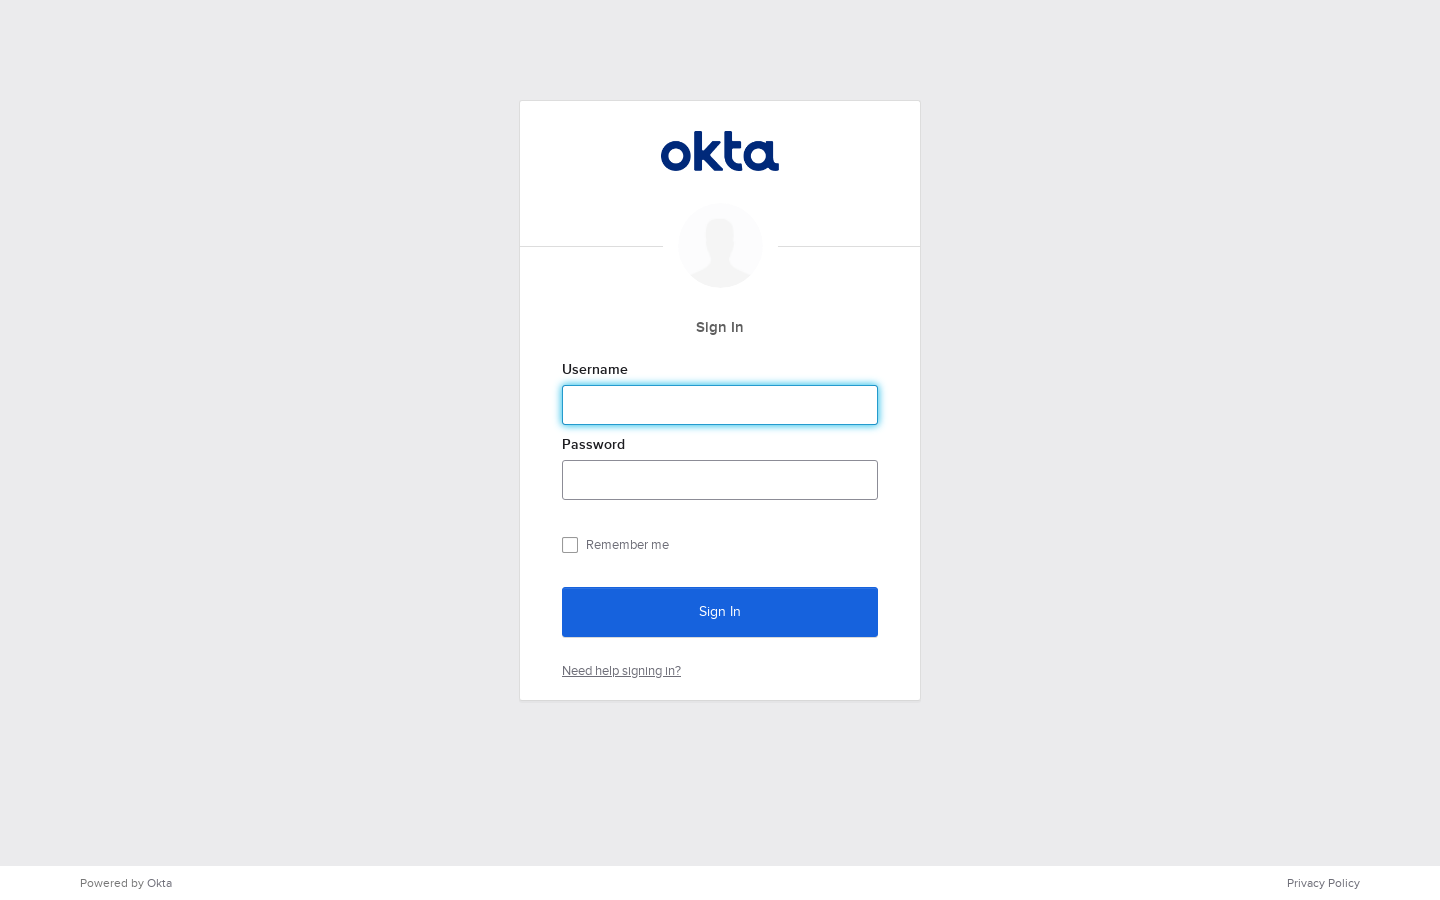 okta
Sign In
Username
Password
Remember me
Sign In
Need help signing in?
Powered by Okta
Privacy Policy